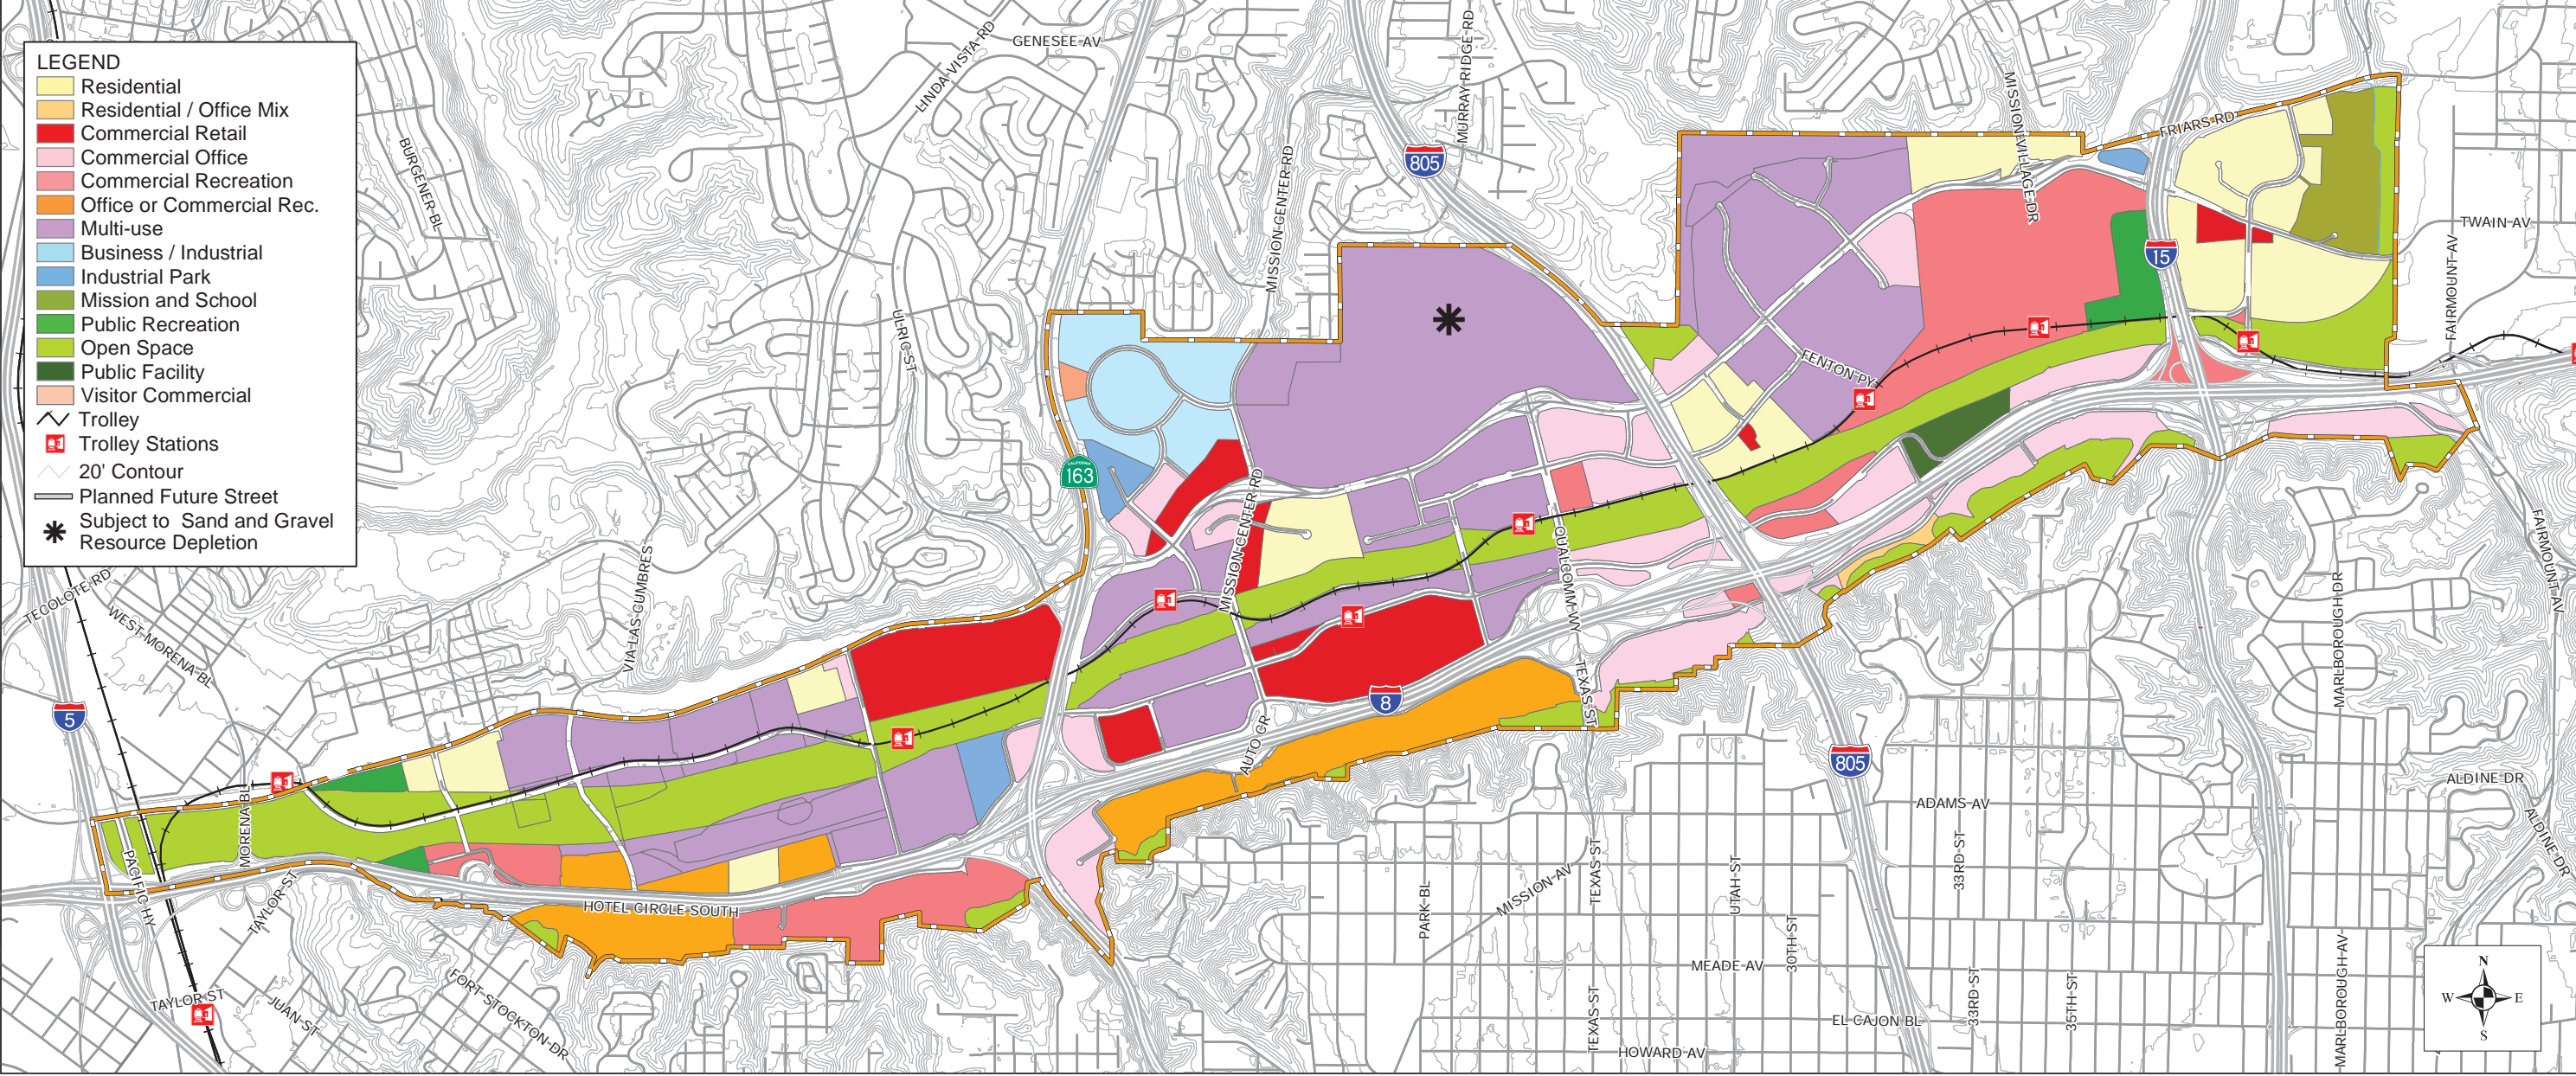 LEGEND
Residential
Residential / Office Mix
Commercial Retail
Commercial Office
Commercial Recreation
Office or Commercial Rec.
Multi-use
Business / Industrial
Industrial Park
Mission and School
Public Recreation
Open Space
Public Facility
Visitor Commercial
Trolley
Trolley Stations
20' Contour
Planned Future Street
Subject to Sand and Gravel
Resource Depletion
GENESEE AV
LINDA VISTA RD
BURGENER BL
MISSION CENTER RD
MURRAY RIDGE RD
805
MISSION VILLAGE DR
FRIARS RD
15
TWAIN AV
FAIRMOUNT AV
ULRIC ST
FENTON PY
CALIFORNIA
163
MISSION CENTER RD
QUALCOMM WY
FAIRMOUNT AV
TECOLOTE RD
WEST MORENA BL
VIA LAS CUMBRES
5
8
TEXAS ST
AUTO CR
805
MARLBOROUGH DR
ALDINE DR
ALDINE DR
MORENA BL
PACIFIC HY
TAYLOR ST
HOTEL CIRCLE SOUTH
PARK BL
MISSION AV
TEXAS ST
UTAH ST
30TH ST
ADAMS AV
33RD ST
MEADE AV
TAYLOR ST
JUAN ST
FORT STOCKTON DR
TEXAS ST
HOWARD AV
EL CAJON BL
33RD ST
35TH ST
MARLBOROUGH AV
N
W
E
S